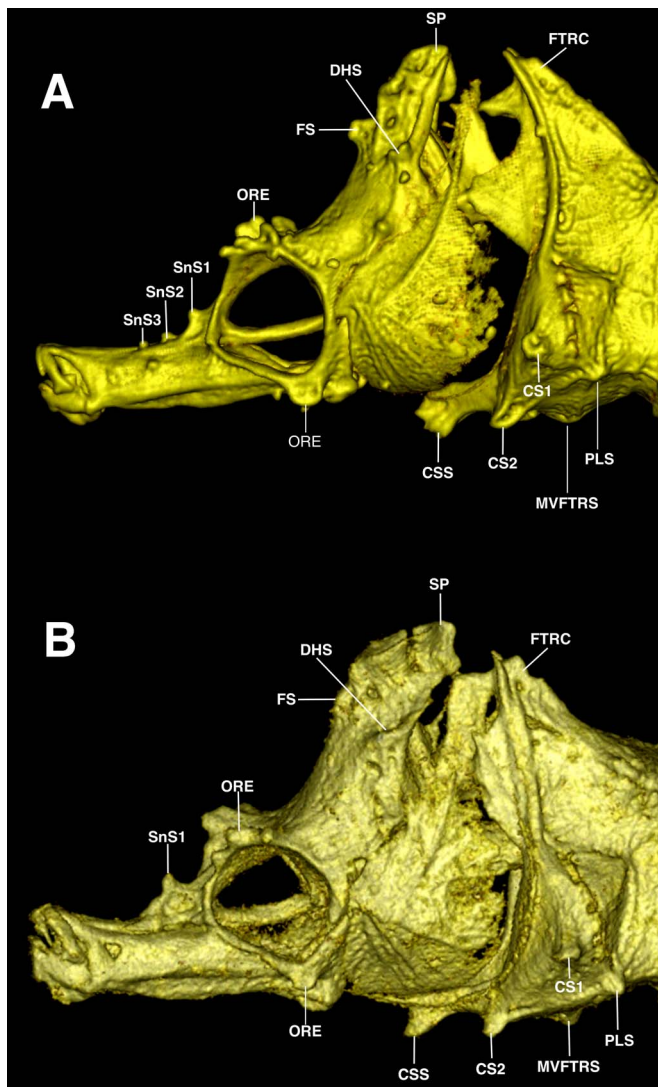 A
SP
FTRC
DHS
FS
ORE
SnS1
SnS2
SnS3
CS1
ORE
CSS
CS2
PLS
MVFTRS
B
SP
FTRC
DHS
FS
ORE
SnS1
CS1
ORE
PLS
CSS
CS2
MVFTRS